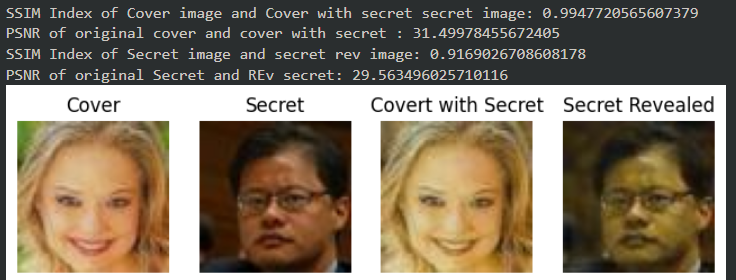 SSIM Index of Cover image and Cover with secret secret image: 0.9947720565607379
PSNR of original cover and cover with secret : 31.49978455672405
SSIM Index of Secret image and secret rev image: 0.9169026708608178
PSNR of original Secret and REv secret: 29.563496025710116
Cover Secret Covert with Secret Secret Revealed